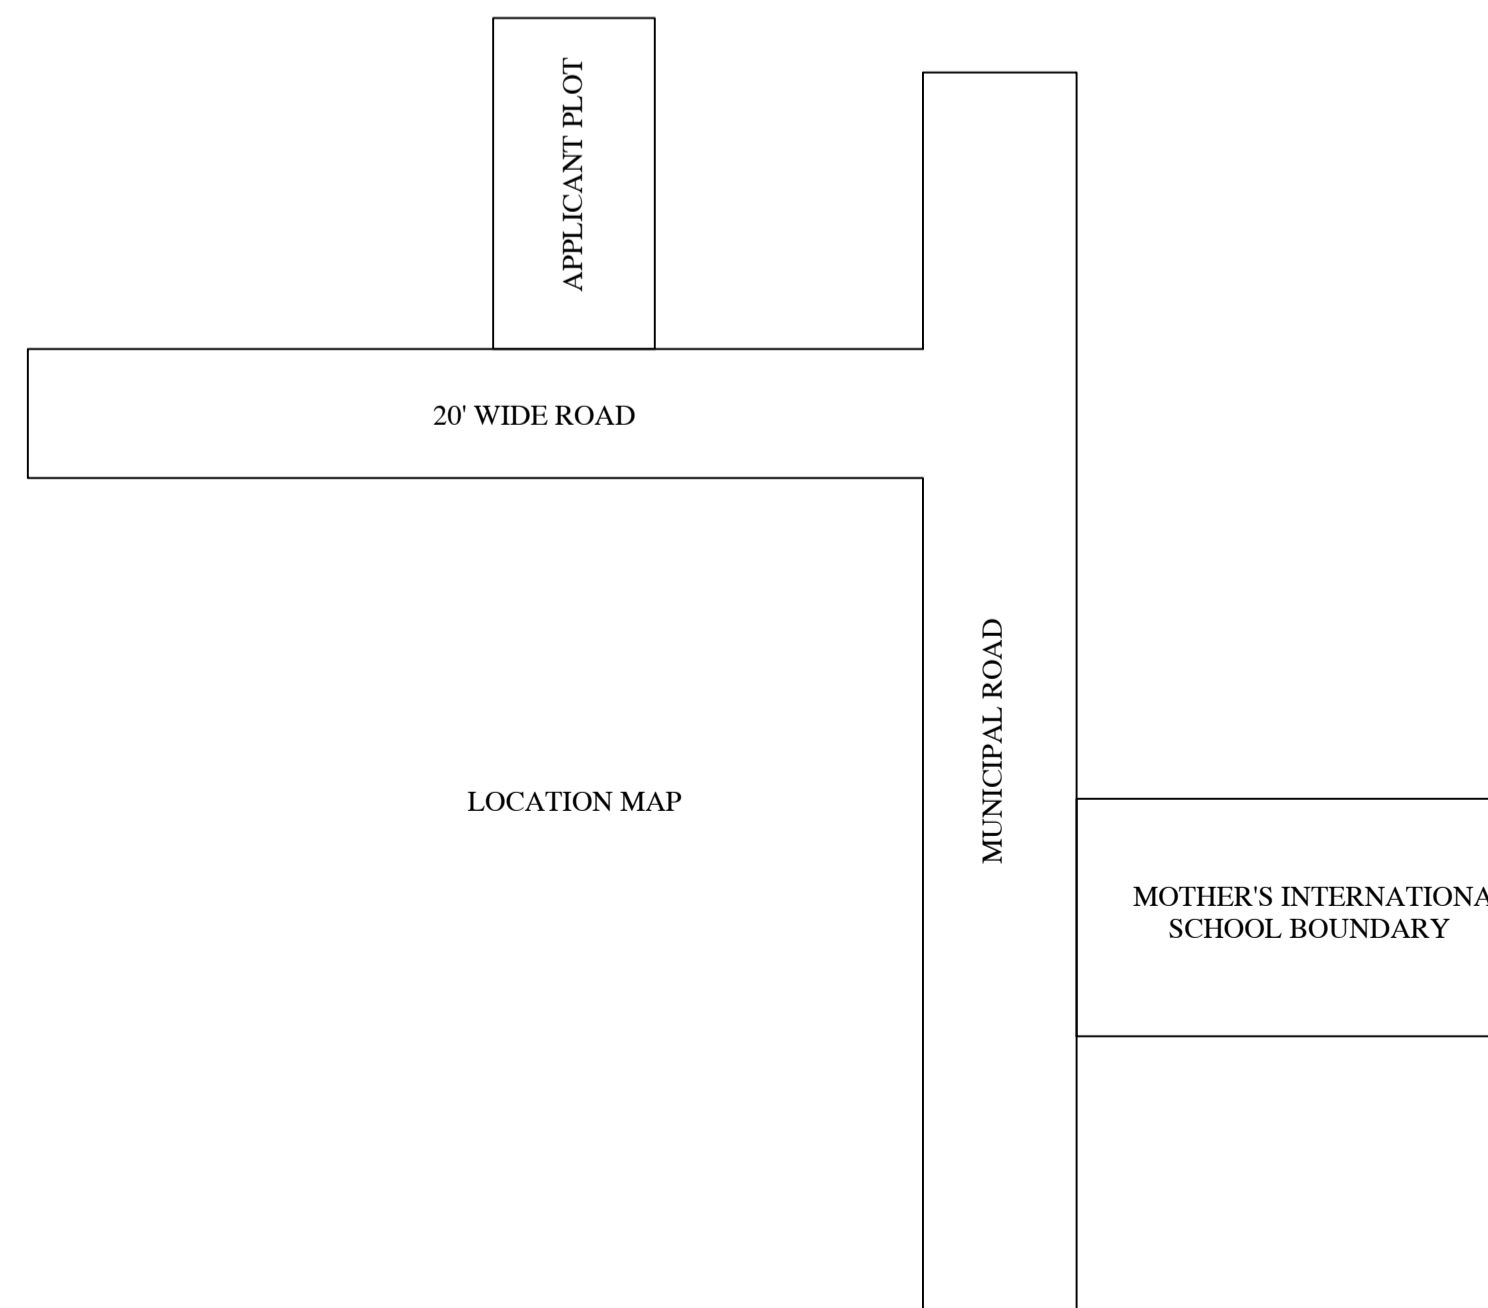 APPLICANT PLOT
20' WIDE ROAD
MUNICIPAL ROAD
LOCATION MAP
MOTHER'S INTERNATIONA
SCHOOL BOUNDARY